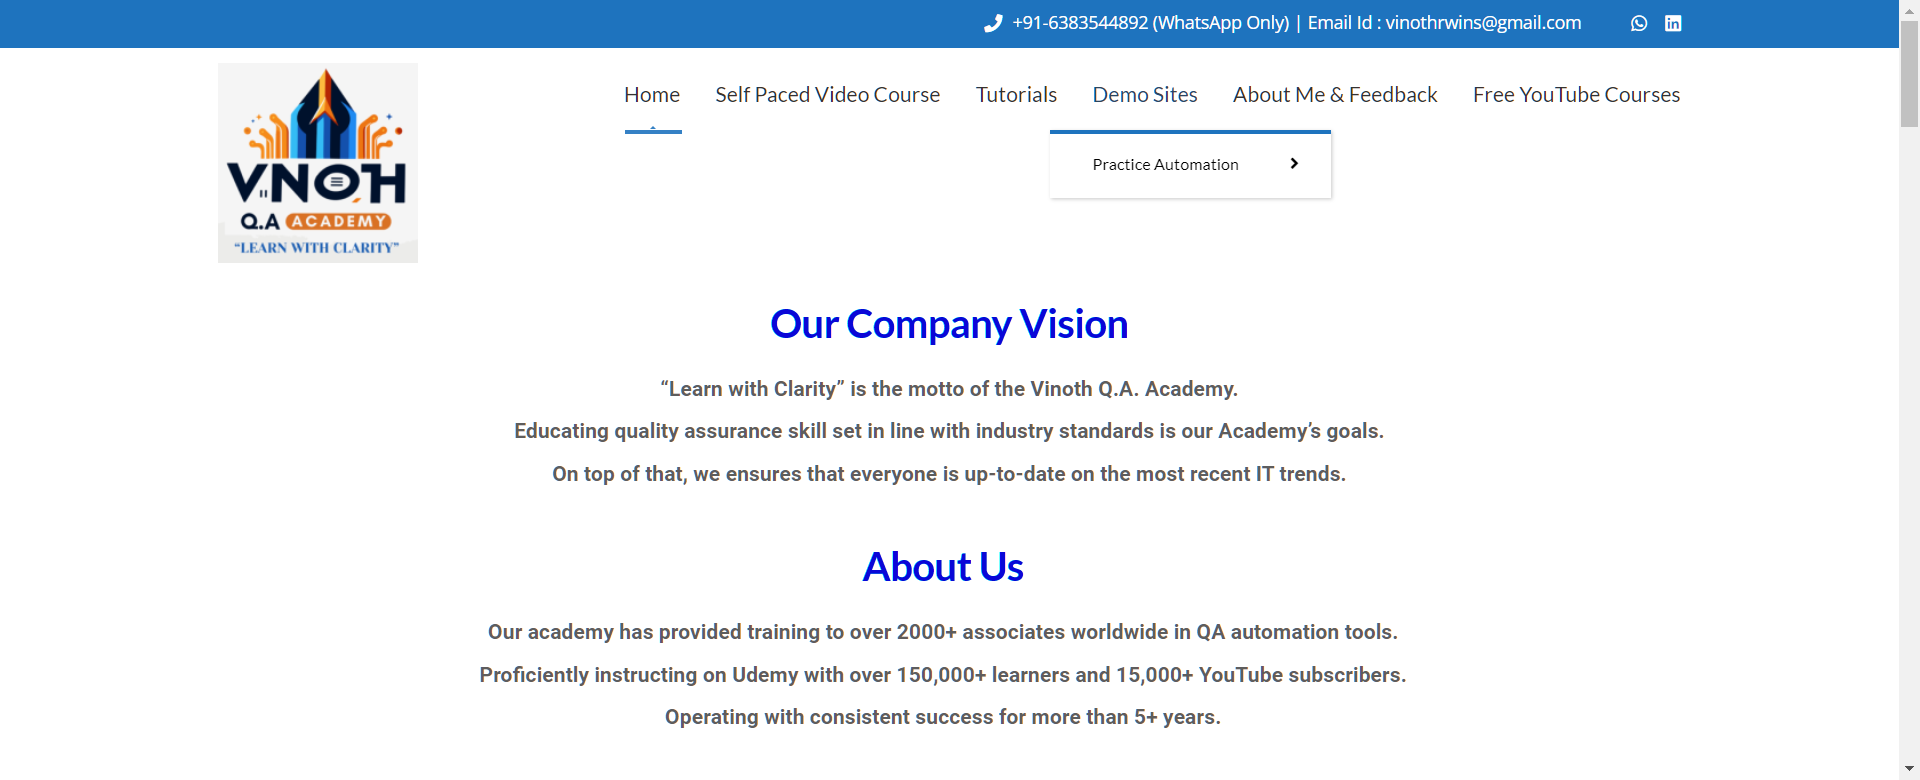 +91-6383544892 (WhatsApp Only) | Email Id : vinothrwins@gmail.com
Home Self Paced Video Course Tutorials Demo Sites About Me & Feedback Free YouTube Courses
Practice Automation
VINOTH
Q.A ACADEMY
“LEARN WITH CLARITY”
Our Company Vision
“Learn with Clarity” is the motto of the Vinoth Q.A. Academy.
Educating quality assurance skill set in line with industry standards is our Academy’s goals.
On top of that, we ensures that everyone is up-to-date on the most recent IT trends.
About Us
Our academy has provided training to over 2000+ associates worldwide in QA automation tools.
Proficiently instructing on Udemy with over 150,000+ learners and 15,000+ YouTube subscribers.
Operating with consistent success for more than 5+ years.